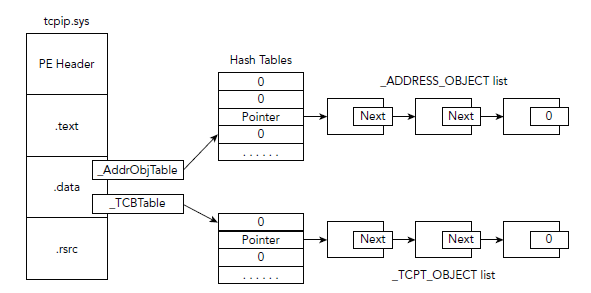 tcpip.sys
PE Header
.text
.data
.rsrc
_AddrObjTable
_TCBTable
Hash Tables
0
0
Pointer
0
. . . . . .
_ADDRESS_OBJECT list
Next
Next
0
0
Pointer
0
. . . . . .
Next
Next
0
_TCPT_OBJECT list